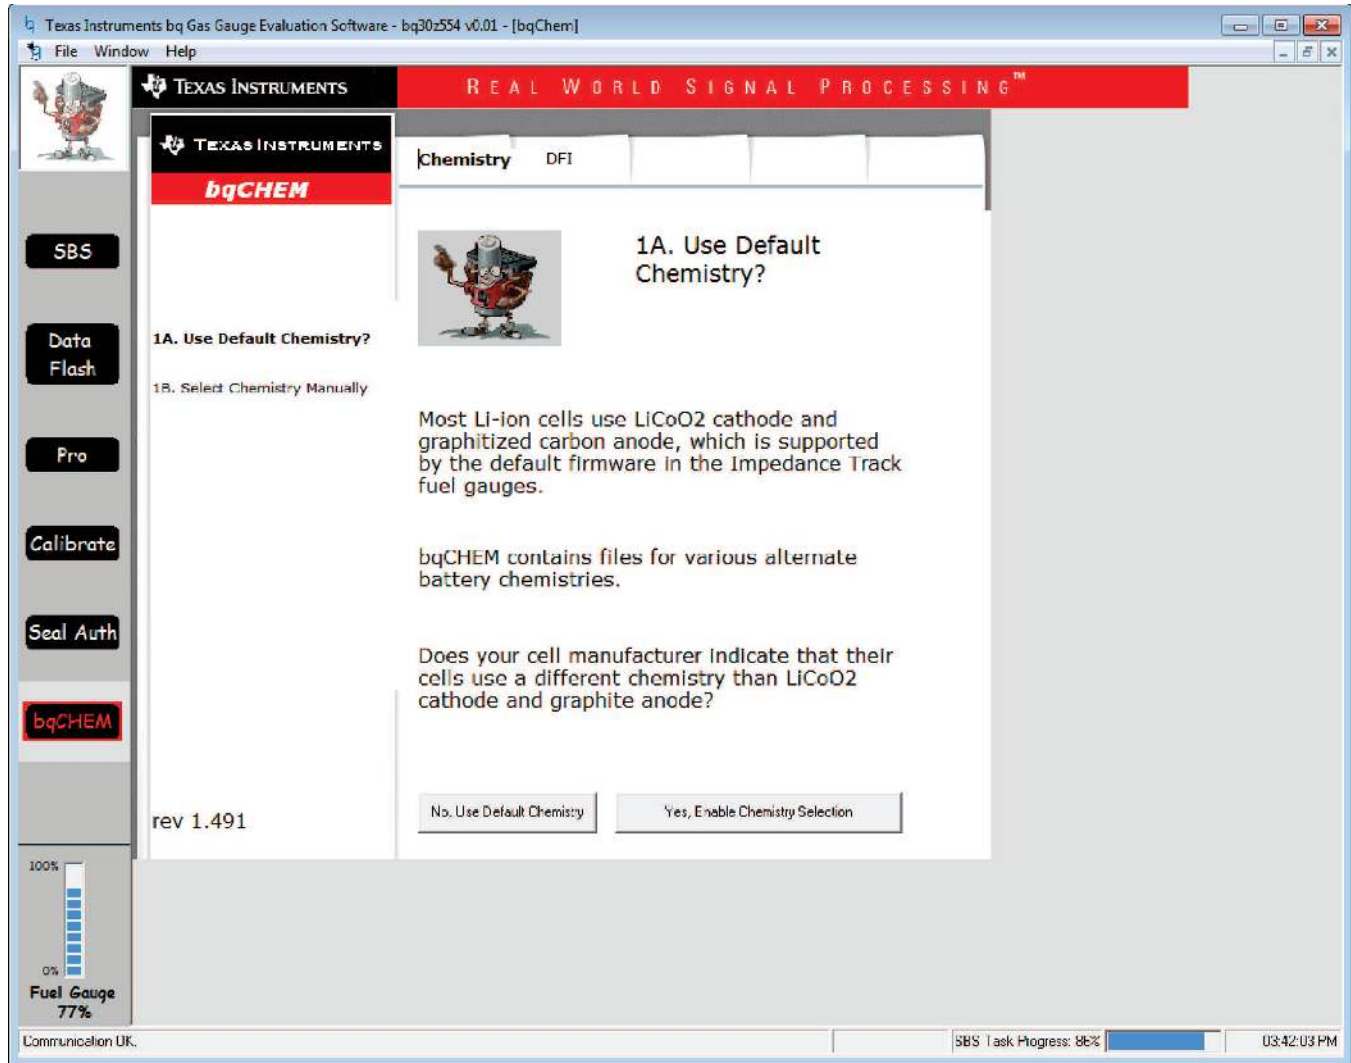 Texas Instruments bq Gas Gauge Evaluation Software - bq30z554 v0.01 - [bqChem]
File Window Help
TEXAS INSTRUMENTS
REAL WORLD SIGNAL PROCESSING™
TEXAS INSTRUMENTS
bqCHEM
Chemistry
DFI
SBS
Data
Flash
Pro
Calibrate
Seal Auth
bqCHEM
1A. Use Default Chemistry?
1B. Select Chemistry Manually
rev 1.491
1A. Use Default
Chemistry?
Most Li-ion cells use LiCoO2 cathode and
graphitized carbon anode, which is supported
by the default firmware in the Impedance Track
fuel gauges.
bqCHEM contains files for various alternate
battery chemistries.
Does your cell manufacturer indicate that their
cells use a different chemistry than LiCoO2
cathode and graphite anode?
No, Use Default Chemistry
Yes, Enable Chemistry Selection
100%
0%
Fuel Gauge
77%
Communication OK.
SBS Task Progress: 86%
03:42:03 PM